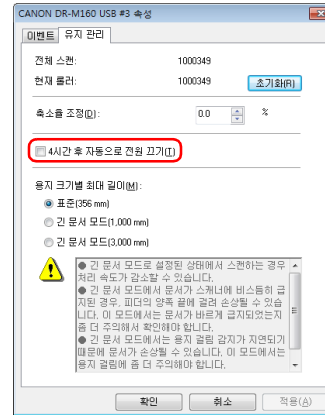 CANON DR-M160 USB #3 속성
이벤트 유지 관리
전체 스캔: 1000349
현재 롤러: 1000349 초기화(R)
축소율 조정(D): 0.0 %
4시간 후 자동으로 전원 끄기(T)
용지 크기별 최대 길이(M):
표준(356 mm)
긴 문서 모드(1,000 mm)
긴 문서 모드(3,000 mm)
● 긴 문서 모드로 설정된 상태에서 스캔하는 경우
처리 속도가 감소할 수 있습니다.
● 긴 문서 모드에서 문서가 스캐너에 비스듬히 급
지된 경우, 피더의 양쪽 끝에 걸려 손상될 수 있습
니다. 이 모드에서는 문서가 바르게 급지되었는지
좀 더 주의해서 확인해야 합니다.
● 긴 문서 모드에서는 용지 걸림 감지가 지연되기
때문에 문서가 손상될 수 있습니다. 이 모드에서는
용지 걸림에 좀 더 주의해야 합니다.
확인 취소 적용(A)